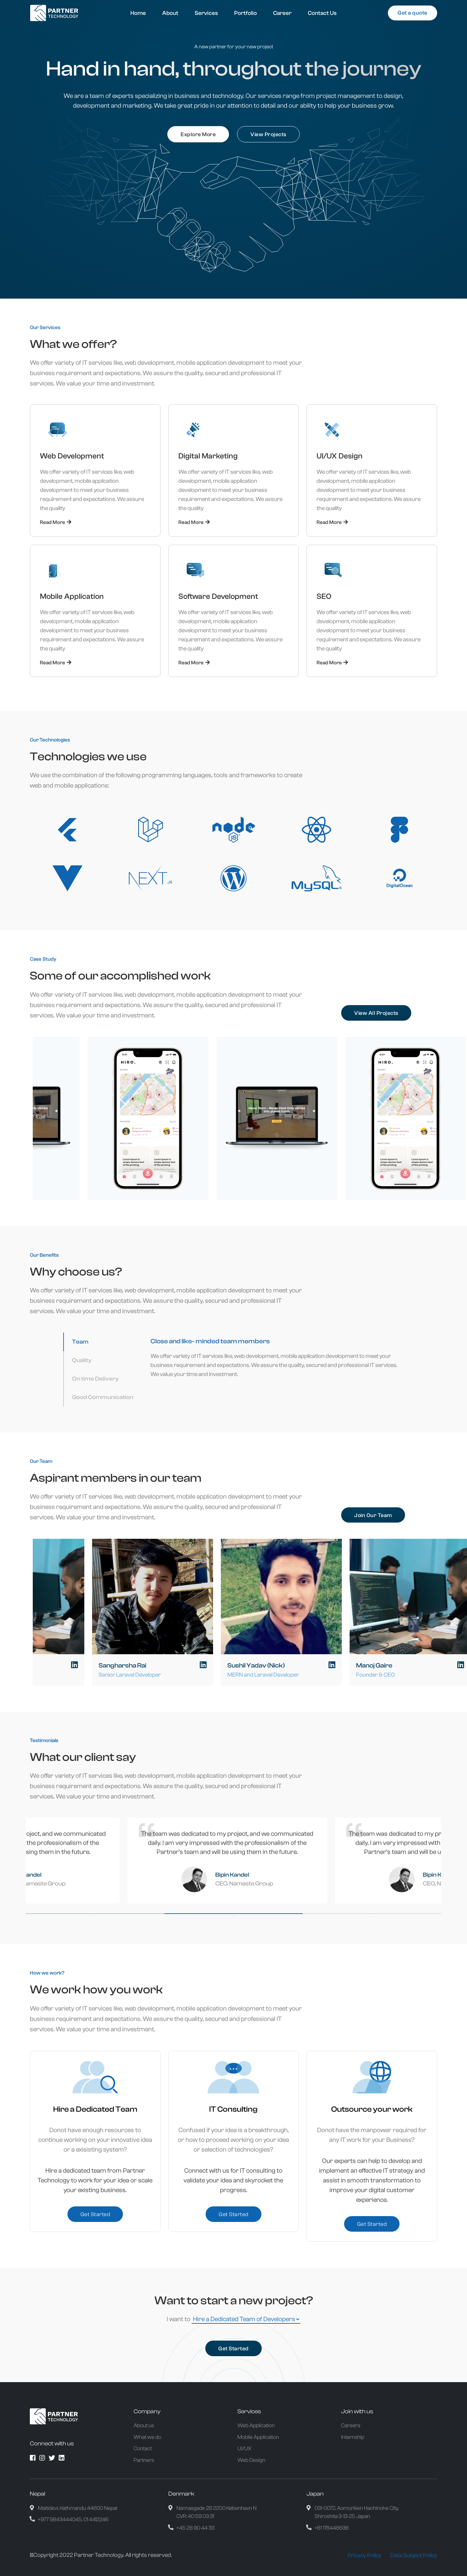 PARTNER
TECHNOLOGY
Home
About
Services
Portfolio
Career
Contact Us
Get a quote
A new partner for your new project
Hand in hand, throughout the journey
We are a team of experts specializing in technology. Our services range from project management to design,
development and marketing. We take great pride in our attention to detail and our ability to help your business grow.
Explore More
View Projects
Our Services
What we offer?
We offer variety of IT services like, web development, mobile application development to meet your
business requirement and expectations. We assure the quality, secured and professional IT
services. We value your time and investment.
Web Development
We offer variety of IT services like, web
development, mobile application
development to meet your business
requirement and expectations. We assure
the quality
Read More
Digital Marketing
We offer variety of IT services like, web
development, mobile application
development to meet your business
requirement and expectations. We assure
the quality
Read More
UI/UX Design
We offer variety of IT services like, web
development, mobile application
development to meet your business
requirement and expectations. We assure
the quality
Read More
Mobile Application
We offer variety of IT services like, web
development, mobile application
development to meet your business
requirement and expectations. We assure
the quality
Read More
Software Development
We offer variety of IT services like, web
development, mobile application
development to meet your business
requirement and expectations. We assure
the quality
Read More
SEO
We offer variety of IT services like, web
development, mobile application
development to meet your business
requirement and expectations. We assure
the quality
Read More
Our Technologies
Technologies we use
We use the combination of the following programming languages, tools and frameworks to create
web and mobile applications:
node
JS
NEXT.JS
MySQL
DigitalOcean
Case Study
Some of our accomplished work
We offer variety of IT services like, web development, mobile application development to meet your
business requirement and expectations. We assure the quality, secured and professional IT
services. We value your time and investment.
View All Projects
HIRO.
HIRO.
Our Benefits
Why choose us?
We offer variety of IT services like, web development, mobile application development to meet your
business requirement and expectations. We assure the quality, secured and professional IT
services. We value your time and investment.
Team
Quality
On time Delivery
Good Communication
Close and like- minded team members
We offer variety of IT services like, web development, mobile application development to meet your
business requirement and expectations. We assure the quality, secured and professional IT services.
We value your time and investment.
Our Team
Aspirant members in our team
We offer variety of IT services like, web development, mobile application development to meet your
business requirement and expectations. We assure the quality, secured and professional IT
services. We value your time and investment.
Join Our Team
Sangharsha Rai
Senior Laravel Developer
Sushil Yadav (Nick)
MERN and Laravel Developer
Manoj Gaire
Founder & CEO
Testimonials
What our client say
We offer variety of IT services like, web development, mobile application development to meet your
business requirement and expectations. We assure the quality, secured and professional IT
services. We value your time and investment.
oject, and we communicated
the professionalism of the
sing them in the future.
andel
amaste Group
The team was dedicated to my project, and we communicated
daily. I am very impressed with the professionalism of the
Partner's team and will be using them in the future.
Bipin Kandel
CEO, Namaste Group
The team was dedicated to my pr
daily. I am very impressed with
Partner's team and will be u
Bipin K
CEO, N
How we work?
We work how you work
We offer variety of IT services like, web development, mobile application development to meet your
business requirement and expectations. We assure the quality, secured and professional IT
services. We value your time and investment.
Hire a Dedicated Team
Donot have enough resources to
continue working on your innovative idea
or a exisisting system?
Hire a dedicated team from Partner
Technology to work for your idea or scale
your existing business.
Get Started
IT Consulting
Confused if your idea is a breakthrough,
or how to proceed working on your idea
or selection of technologies?
Connect with us for IT consulting to
validate your idea and skyrocket the
progress.
Get Started
Outsource your work
Donot have the manpower required for
any IT work for your Business?
Our experts can help to develop and
implement an effective IT strategy and
assist in smooth transformation to
improve your digital customer
experience.
Get Started
Want to start a new project?
I want to Hire a Dedicated Team of Developers
Get Started
PARTNER
TECHNOLOGY
Connect with us
Company
About us
What we do
Contact
Partners
Services
Web Application
Mobile Application
UI/UX
Web Design
Join with us
Careers
Internship
Nepal
Maitidevi, Kathmandu 44600 Nepal
Denmark
Nørrebrogade, 2200 København N
Japan
Shiroishita 3-13-25 Japan
©Copyright 2022 Partner Technology. All rights reserved.
Privacy Policy
Data Subject Policy